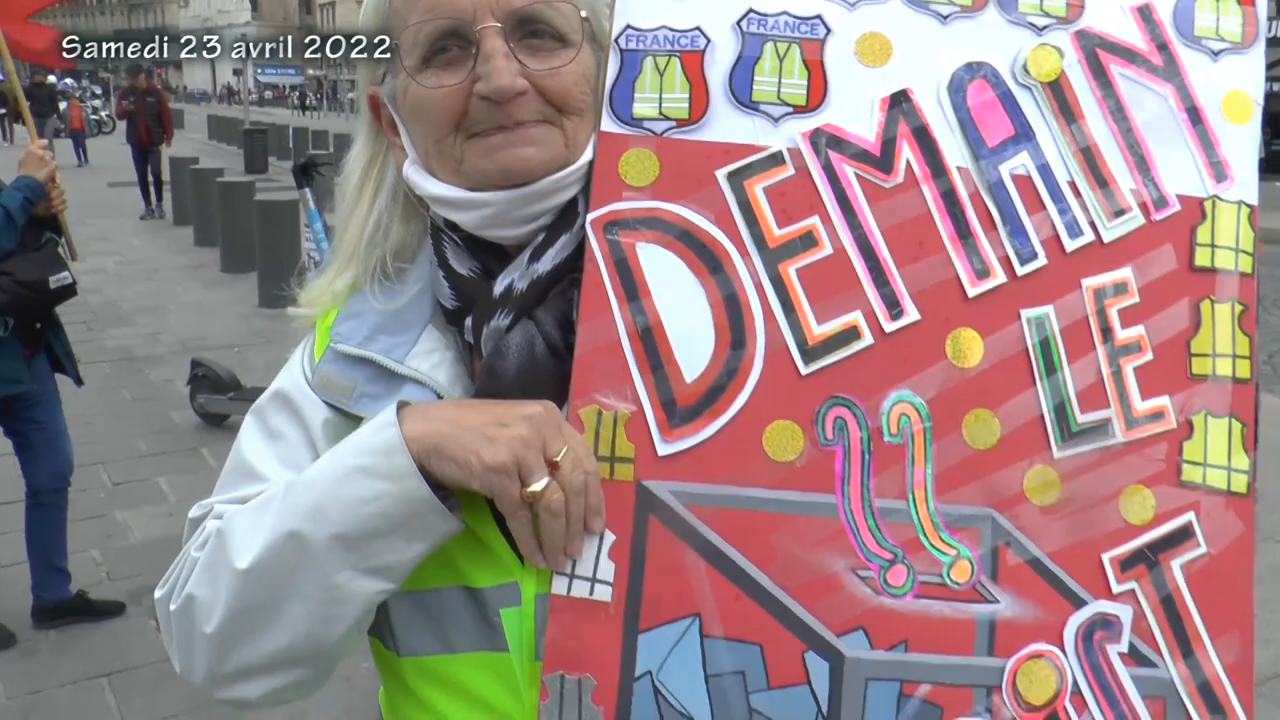 Samedi 23 avril 2022
FRANCE
FRANCE
DEMAIN
LE